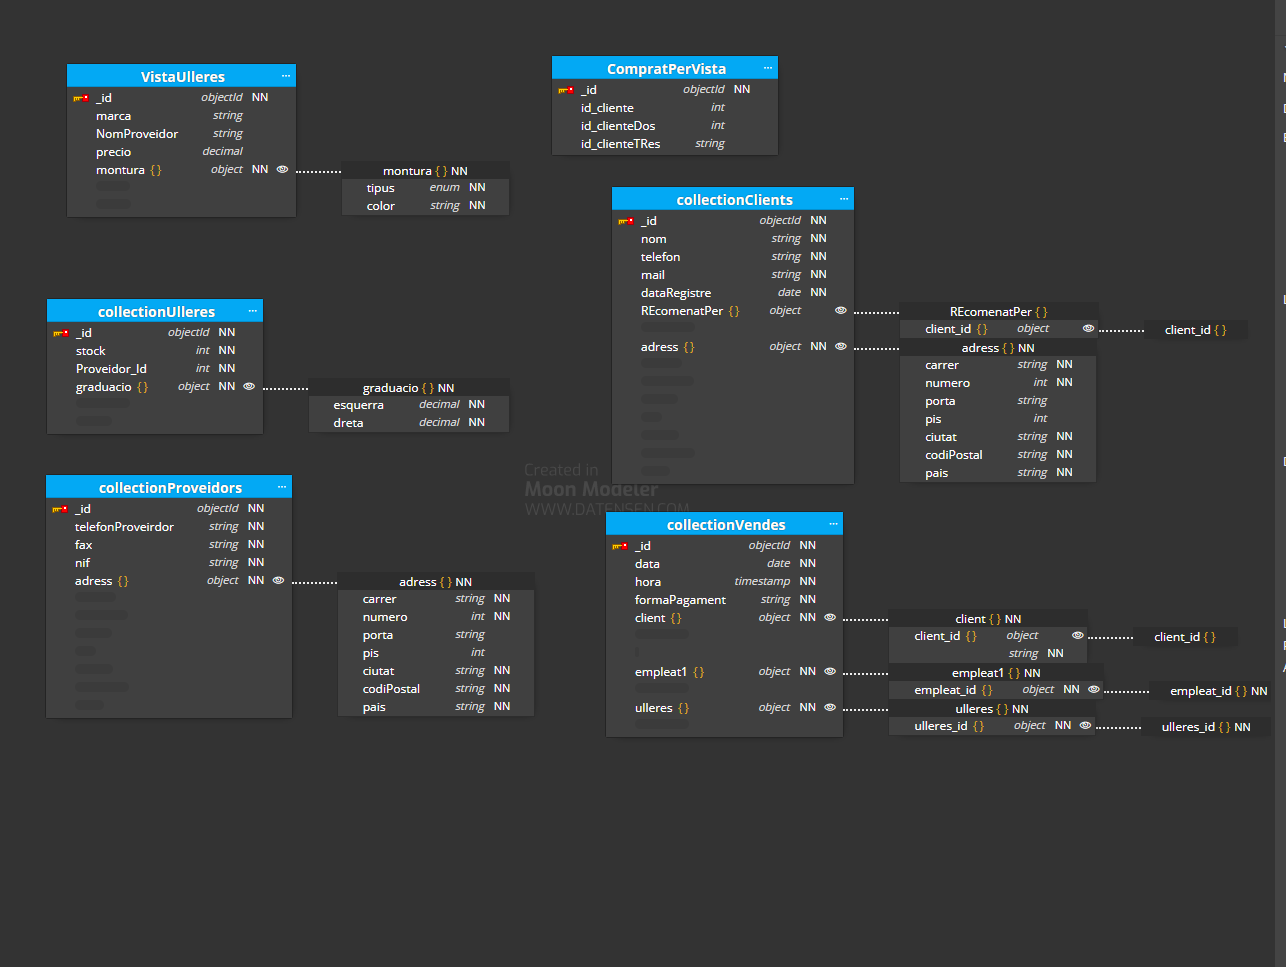 VistaUlleres ...
_id objectId NN
marca string
NomProveidor string
precio decimal
montura {} object NN
montura {} NN
tipus enum NN
color string NN
CompratPerVista ...
_id objectId NN
id_cliente int
id_clienteDos int
id_clienteTRes string
collectionClients ...
_id objectId NN
nom string NN
telefon string NN
mail string NN
dataRegistre date NN
REcomenatPer {} object
adress {} object NN
REcomenatPer {}
client_id {} object
client_id {}
adress {} NN
carrer string NN
numero int NN
porta string
pis int
ciutat string NN
codiPostal string NN
pais string NN
collectionUlleres ...
_id objectId NN
stock int NN
Proveidor_Id int NN
graduacio {} object NN
graduacio {} NN
esquerra decimal NN
dreta decimal NN
Created in
Moon Modeler
WWW.DATENSEN.COM
collectionProveidors ...
_id objectId NN
telefonProveirdor string NN
fax string NN
nif string NN
adress {} object NN
adress {} NN
carrer string NN
numero int NN
porta string
pis int
ciutat string NN
codiPostal string NN
pais string NN
collectionVendes ...
_id objectId NN
data date NN
hora timestamp NN
formaPagament string NN
client {} object NN
empleat1 {} object NN
ulleres {} object NN
client {} NN
client_id {} object
string NN
client_id {}
empleat1 {} NN
empleat_id {} object NN
empleat_id {} NN
ulleres {} NN
ulleres_id {} object NN
ulleres_id {} NN